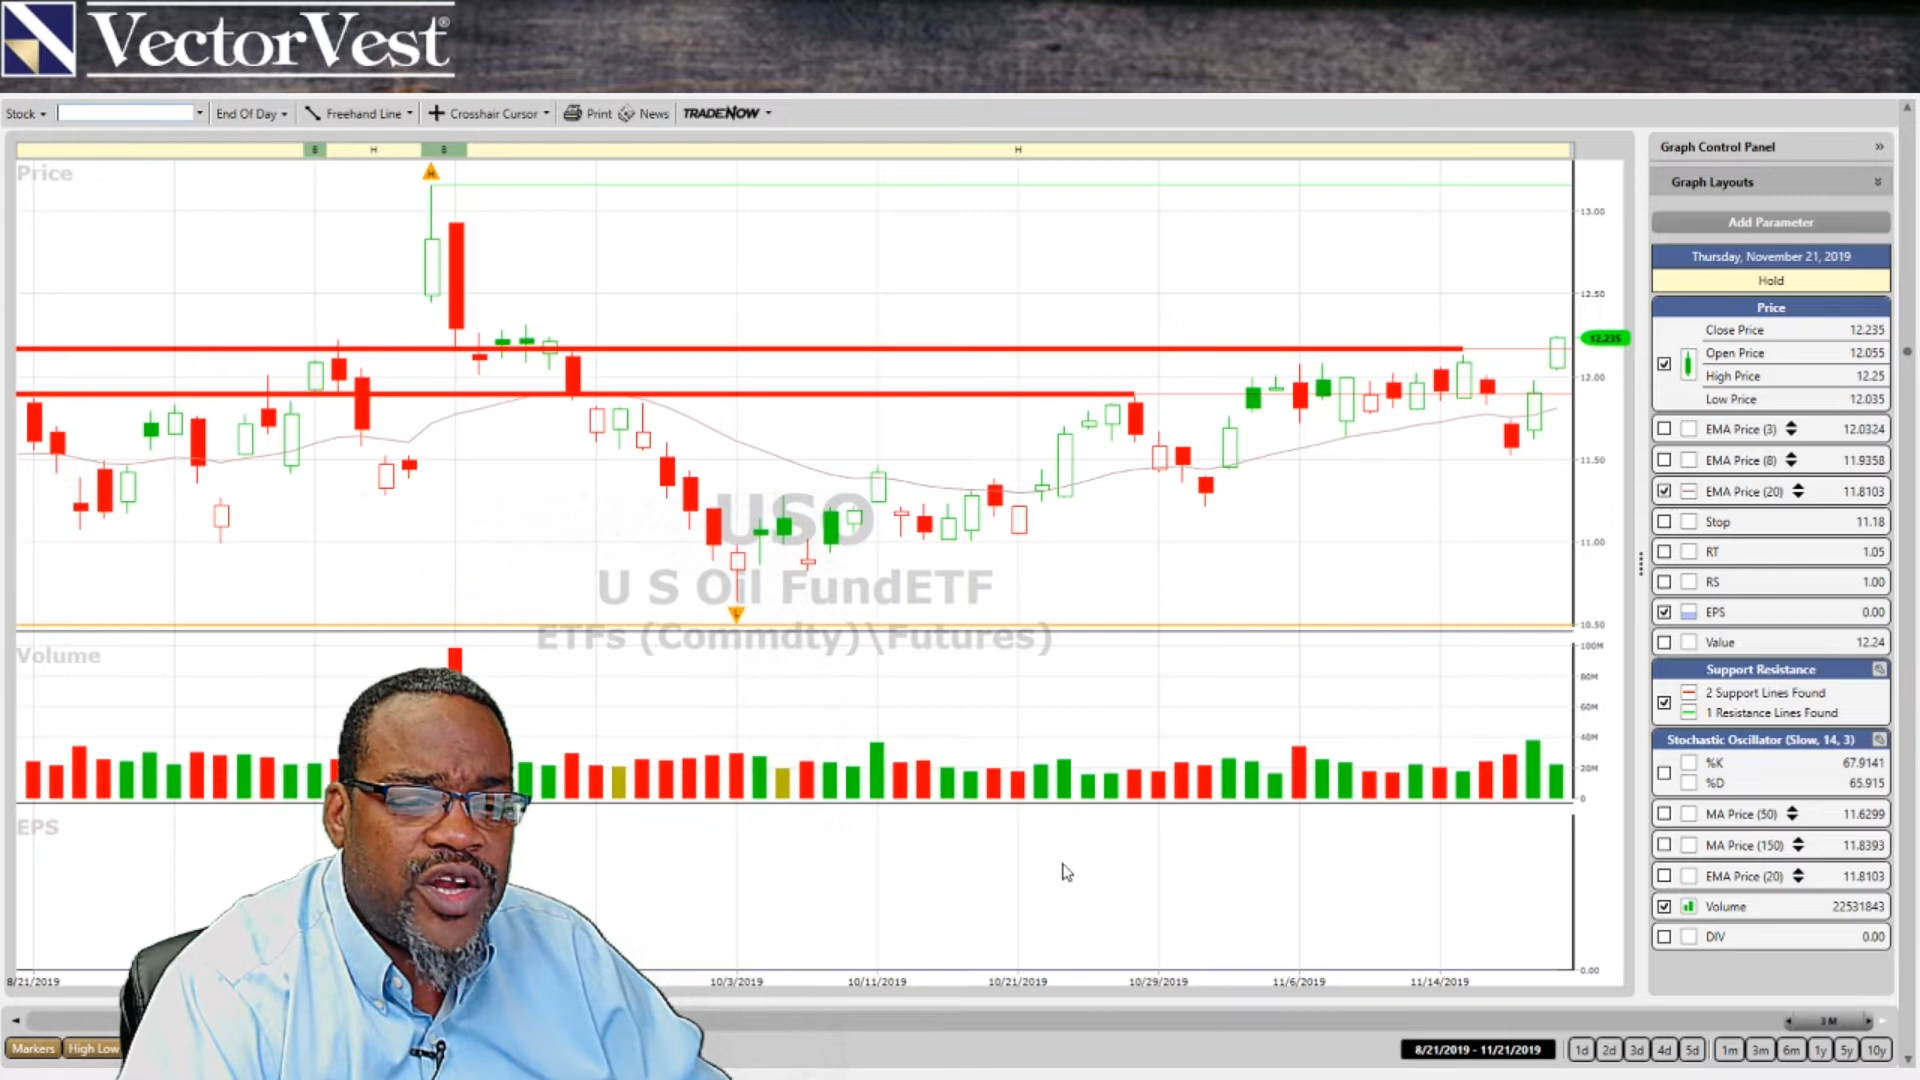 VectorVest®
Stock
End Of Day
Freehand Line
Crosshair Cursor
Print
News
TRADENOW
B
H
B
H
Price
13.00
12.50
12.235
12.00
11.50
11.00
10.50
USO
U S Oil FundETF
ETFs (Commdty)\Futures)
Volume
100M
80M
60M
40M
20M
0
EPS
0.00
8/21/2019
10/3/2019
10/11/2019
10/21/2019
10/29/2019
11/6/2019
11/14/2019
Graph Control Panel
Graph Layouts
Add Parameter
Thursday, November 21, 2019
Hold
Price
Close Price 12.235
Open Price 12.055
High Price 12.25
Low Price 12.035
EMA Price (3) 12.0324
EMA Price (8) 11.9358
EMA Price (20) 11.8103
Stop 11.18
RT 1.05
RS 1.00
EPS 0.00
Value 12.24
Support Resistance
2 Support Lines Found
1 Resistance Lines Found
Stochastic Oscillator (Slow, 14, 3)
%K 67.9141
%D 65.915
MA Price (50) 11.6299
MA Price (150) 11.8393
EMA Price (20) 11.8103
Volume 22531843
DIV 0.00
3 M
Markers
High Low
8/21/2019 - 11/21/2019
1d 2d 3d 4d 5d 1m 3m 6m 1y 5y 10y